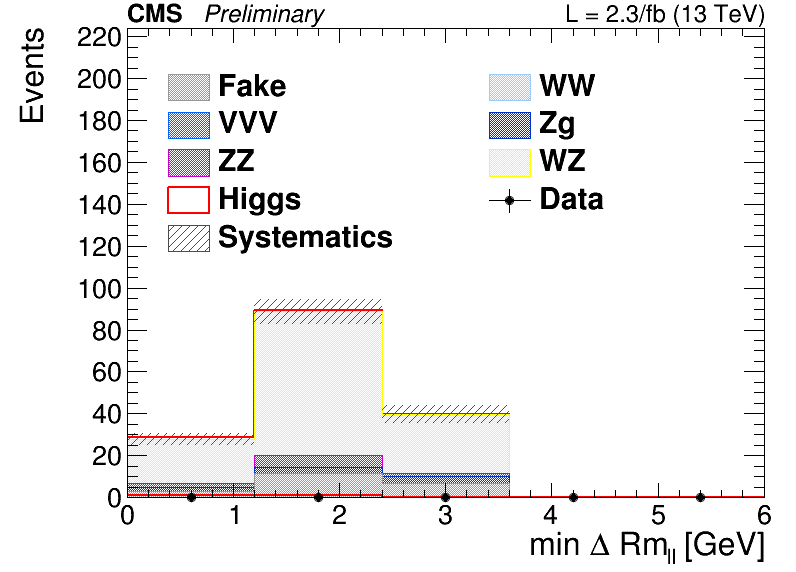 CMS Preliminary L = 2.3/fb (13 TeV)
Events
220
200
180
160
140
120
100
80
60
40
20
0
Fake WW
VVV Zg
ZZ WZ
Higgs Data
Systematics
0 1 2 3 4 5 6
min Δ Rm_ll [GeV]